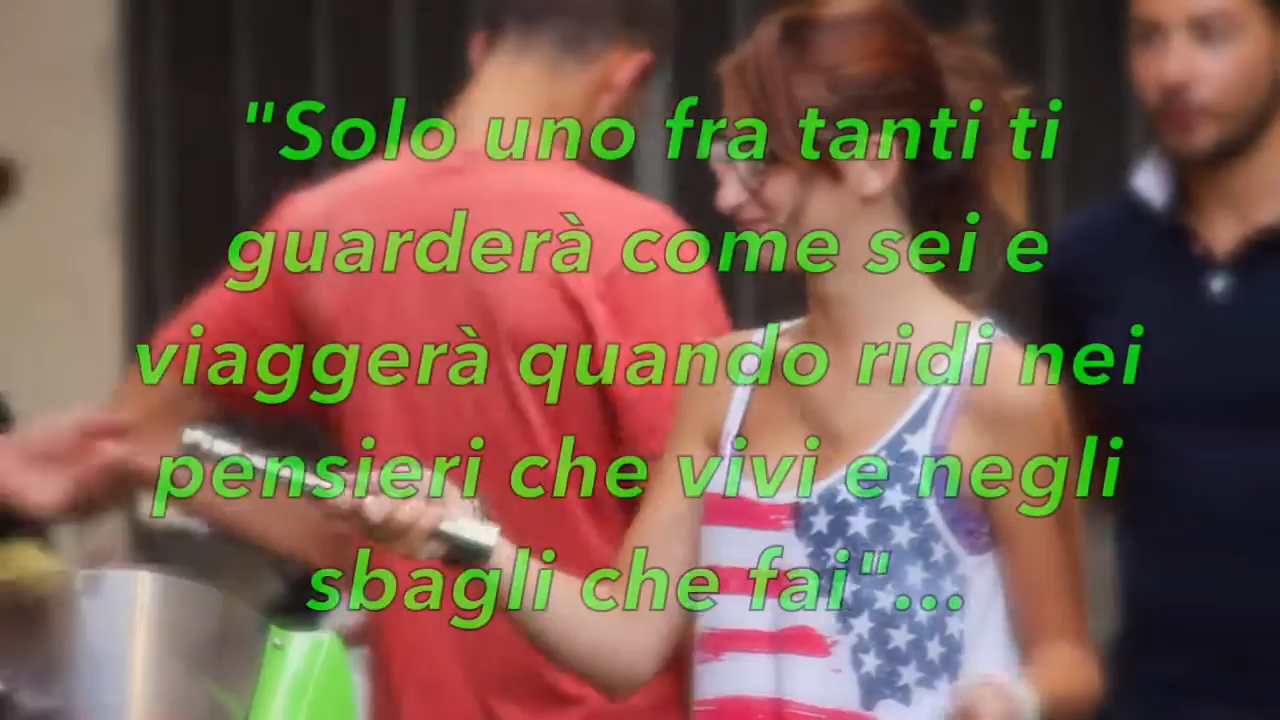 "Solo uno fra tanti ti
guarderà come sei e
viaggerà quando ridi nei
pensieri che vivi e negli
sbagli che fai"...